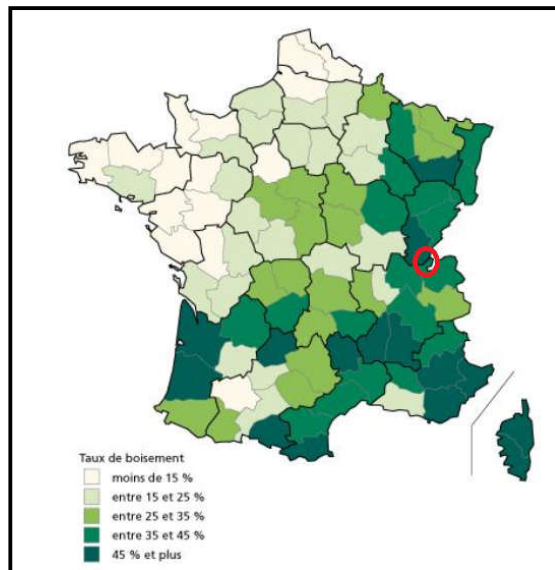 Taux de boisement
moins de 15 %
entre 15 et 25 %
entre 25 et 35 %
entre 35 et 45 %
45 % et plus